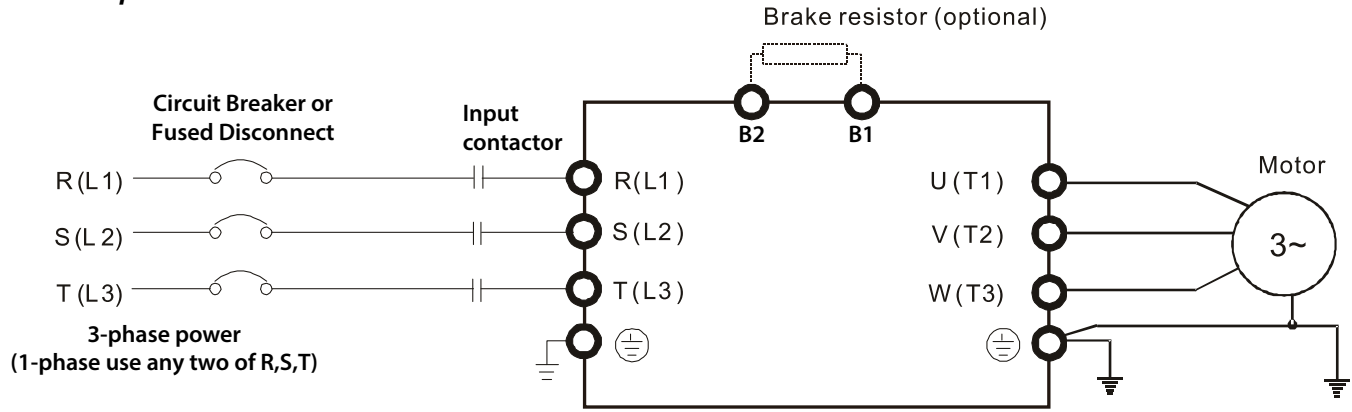 Brake resistor (optional)
Circuit Breaker or
Fused Disconnect
Input
contactor
B2
B1
R(L1)
R(L1)
U(T1)
Motor
S(L2)
S(L2)
V(T2)
3~
T(L3)
T(L3)
W(T3)
3-phase power
(1-phase use any two of R,S,T)